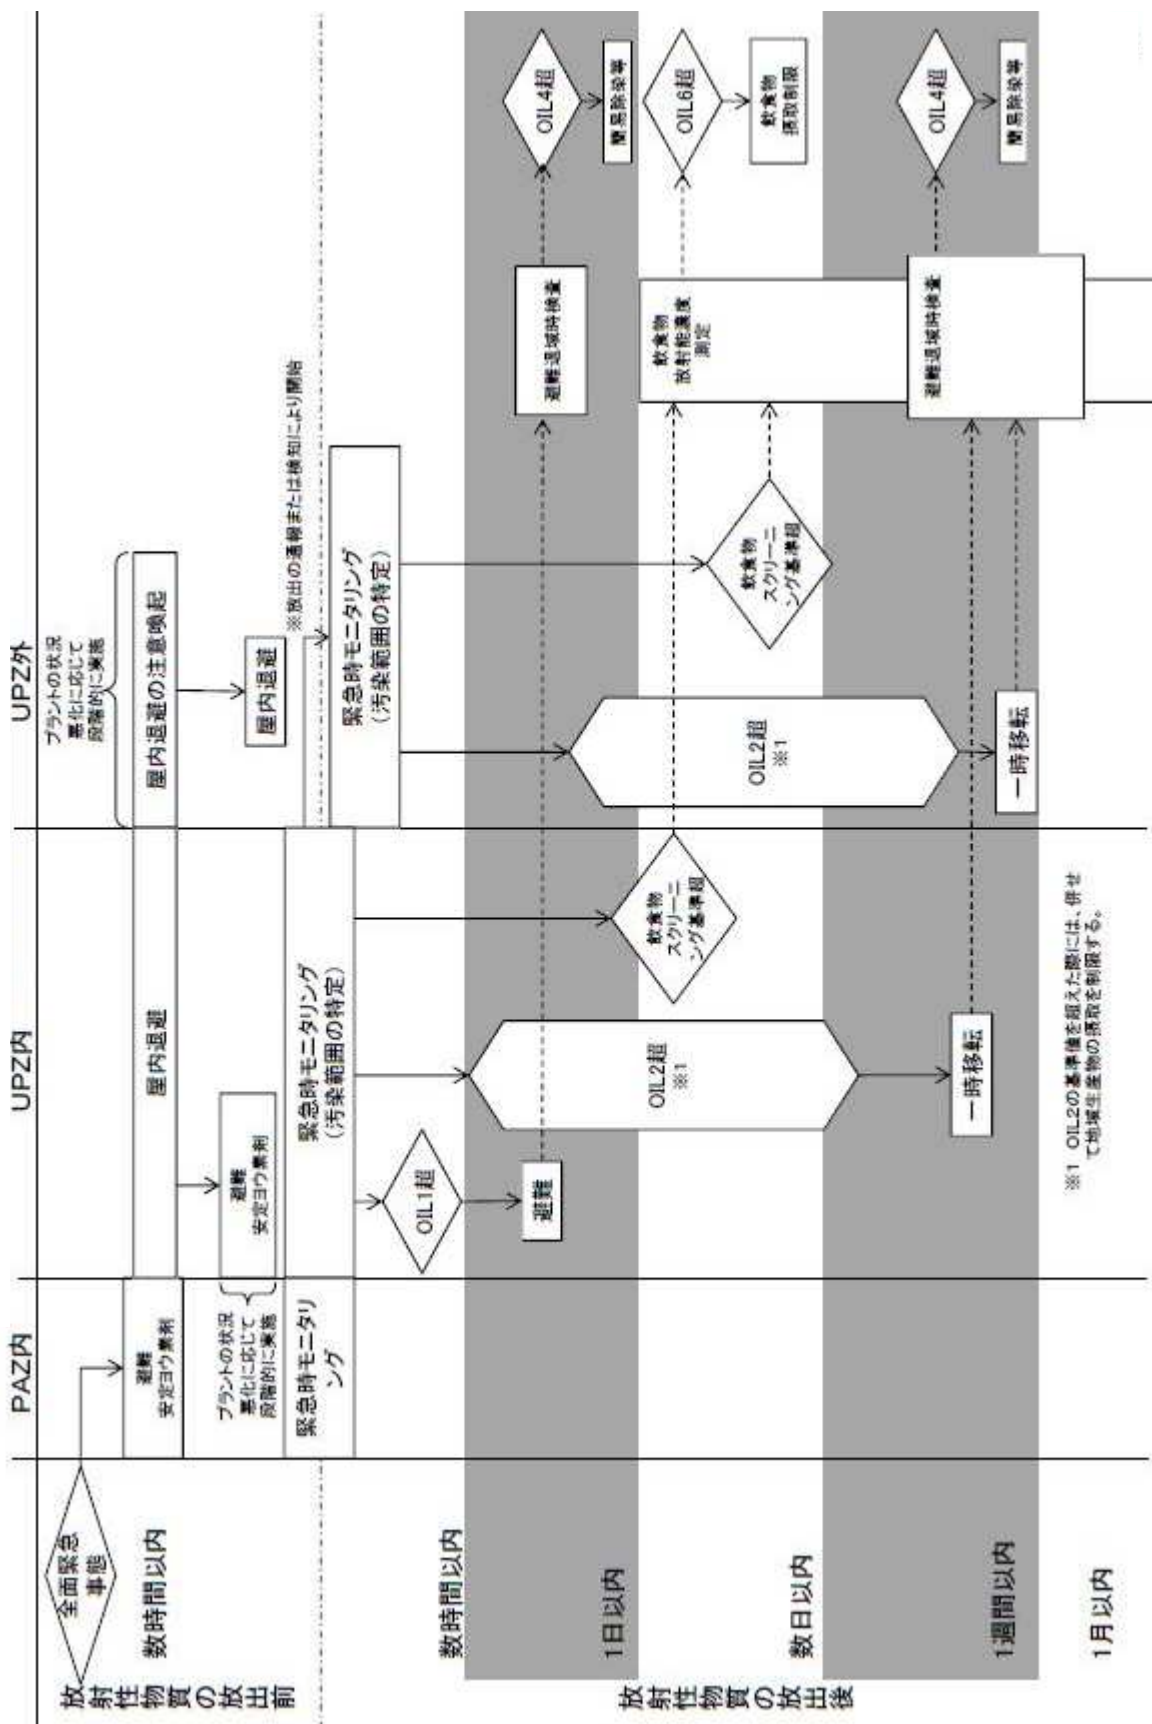 PAZ内
UPZ内
UPZ外
放射性物質の放出前
全面緊急
事態
数時間以内
避難
安定ヨウ素剤
屋内退避
プラントの状況
悪化に応じて
段階的に実施
屋内退避の注意喚起
プラントの状況
悪化に応じて
段階的に実施
避難
安定ヨウ素剤
屋内退避
※放出の通報または検知により開始
緊急時モニタリ
ング
緊急時モニタリング
(汚染範囲の特定)
緊急時モニタリング
(汚染範囲の特定)
放射性物質の放出後
数時間以内
OIL1超
1日以内
避難
避難退域時検査
OIL4超
簡易除染等
数日以内
OIL2超
※1
飲食物
スクリーニ
ング基準超
OIL2超
※1
飲食物
スクリーニ
ング基準超
飲食物
放射能濃度
測定
OIL6超
飲食物
摂取制限
1週間以内
一時移転
一時移転
避難退域時検査
OIL4超
簡易除染等
1月以内
※1 OIL2の基準値を超えた際には、併せ
て地域生産物の摂取を制限する。